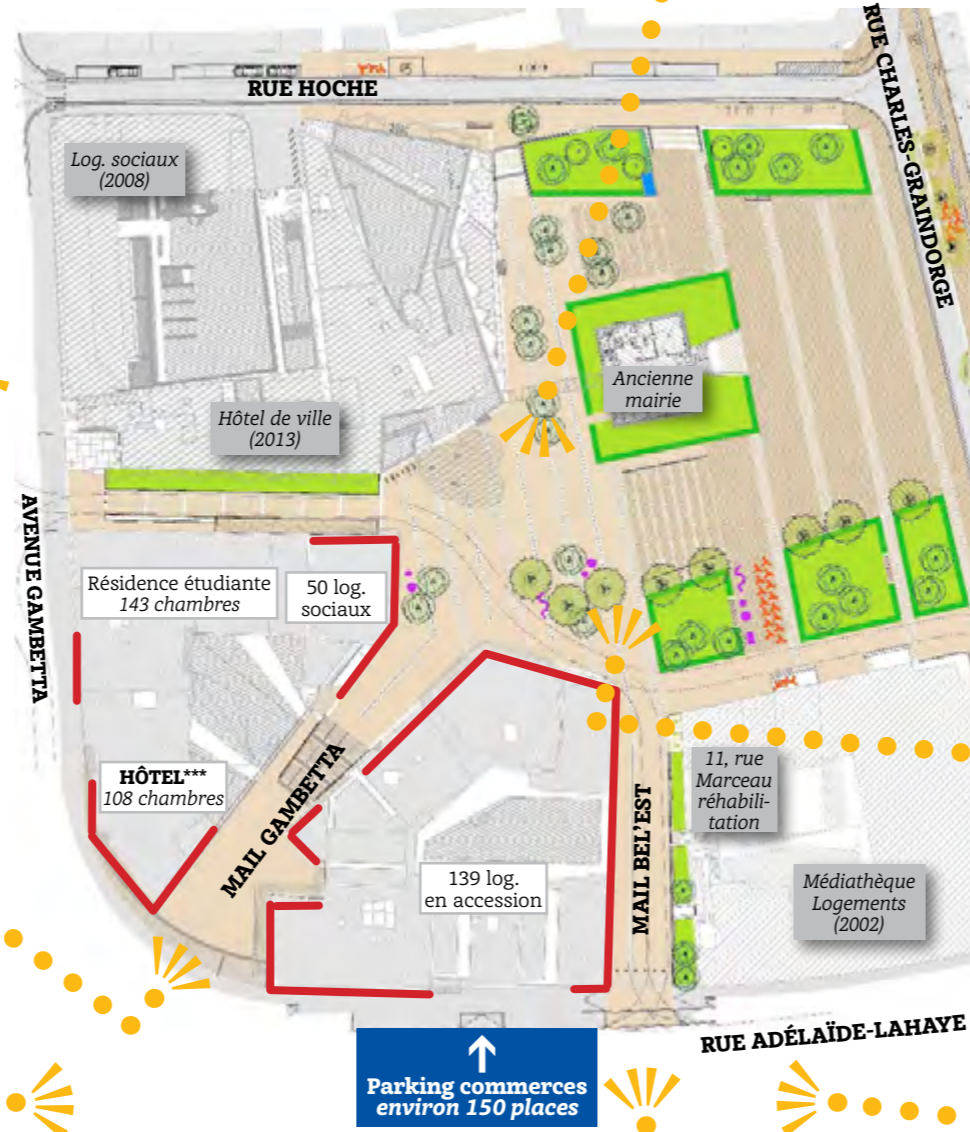 RUE HOCHE
RUE CHARLES-GRAINDORGE
Log. sociaux
(2008)
Ancienne
mairie
Hôtel de ville
(2013)
AVENUE GAMBETTA
Résidence étudiante
143 chambres
50 log.
sociaux
HÔTEL***
108 chambres
MAIL GAMBETTA
11, rue
Marceau
réhabili-
tation
139 log.
en accession
MAIL BEL'EST
Médiathèque
Logements
(2002)
RUE ADÉLAÏDE-LAHAYE
Parking commerces
environ 150 places